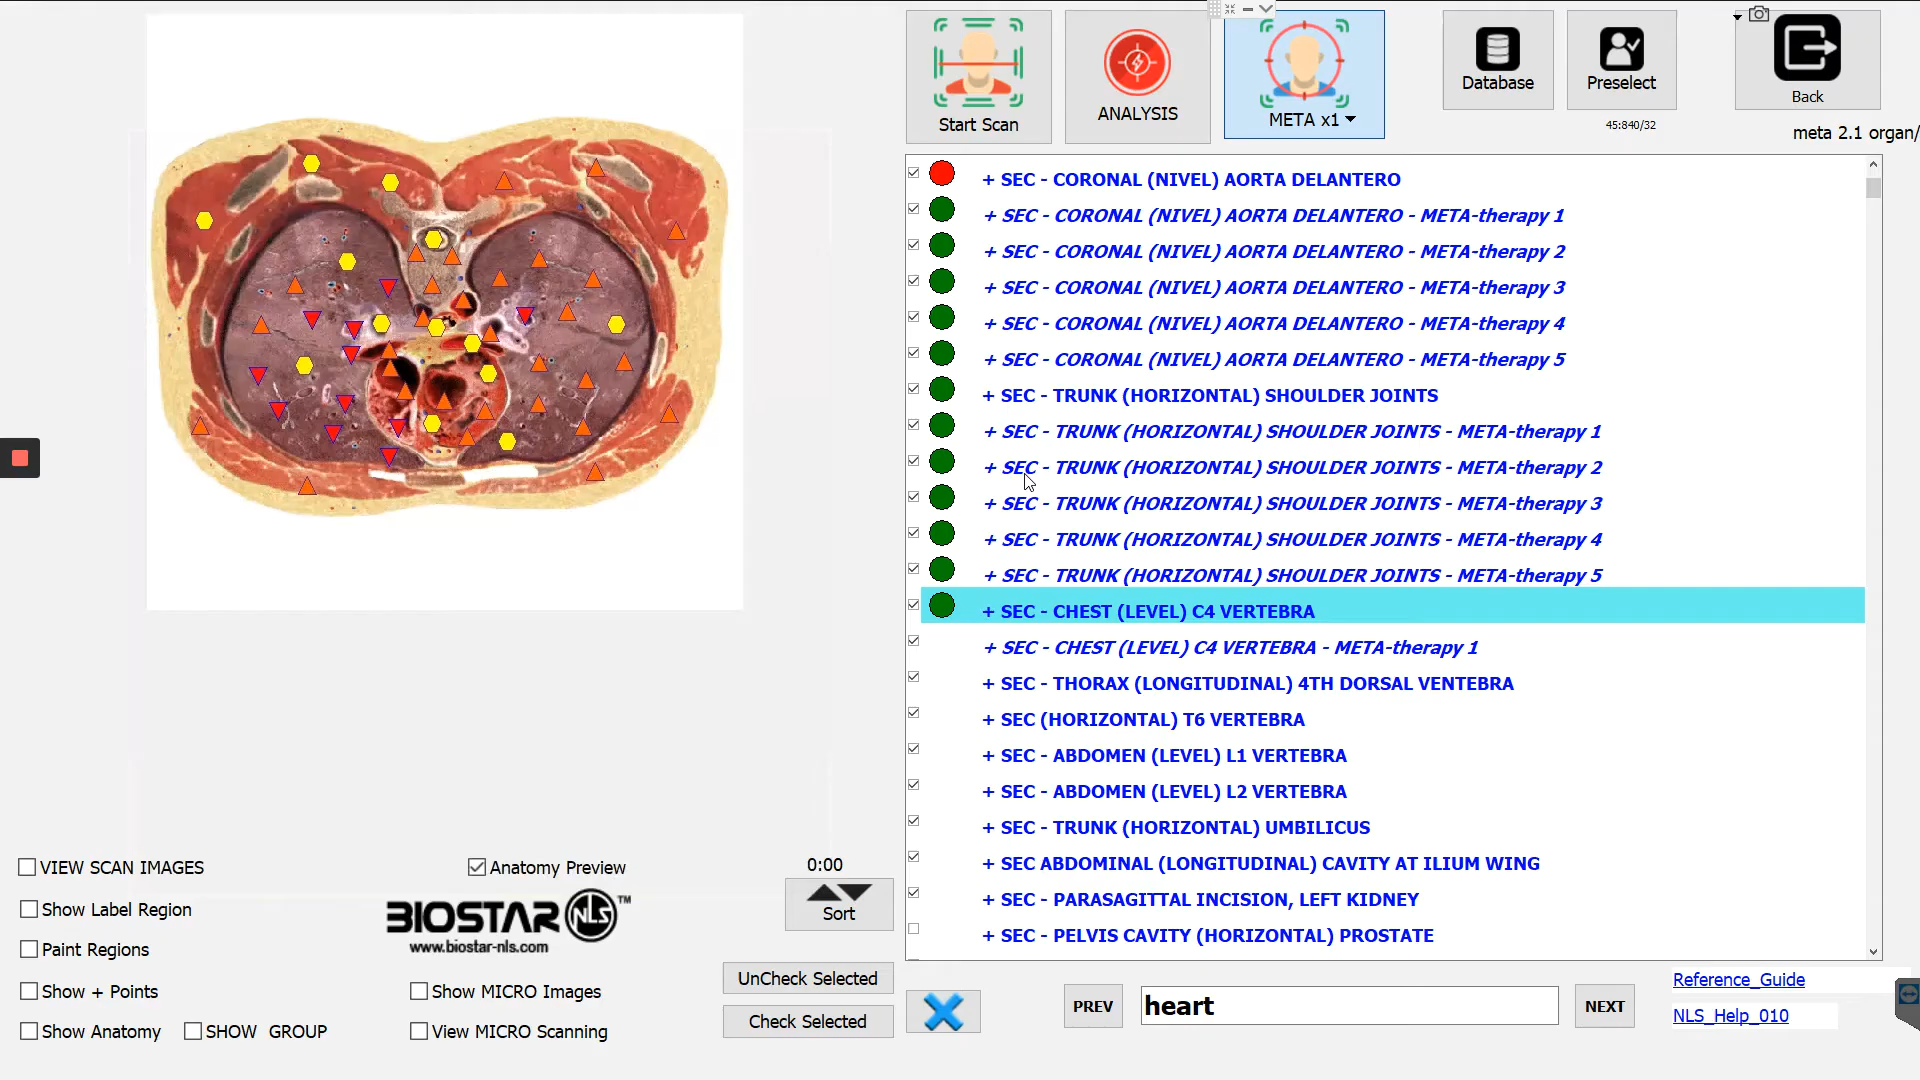 Start Scan
ANALYSIS
META x1
Database
Preselect
Back
45:840/32
meta 2.1 organ/
+ SEC - CORONAL (NIVEL) AORTA DELANTERO
+ SEC - CORONAL (NIVEL) AORTA DELANTERO - META-therapy 1
+ SEC - CORONAL (NIVEL) AORTA DELANTERO - META-therapy 2
+ SEC - CORONAL (NIVEL) AORTA DELANTERO - META-therapy 3
+ SEC - CORONAL (NIVEL) AORTA DELANTERO - META-therapy 4
+ SEC - CORONAL (NIVEL) AORTA DELANTERO - META-therapy 5
+ SEC - TRUNK (HORIZONTAL) SHOULDER JOINTS
+ SEC - TRUNK (HORIZONTAL) SHOULDER JOINTS - META-therapy 1
+ SEC - TRUNK (HORIZONTAL) SHOULDER JOINTS - META-therapy 2
+ SEC - TRUNK (HORIZONTAL) SHOULDER JOINTS - META-therapy 3
+ SEC - TRUNK (HORIZONTAL) SHOULDER JOINTS - META-therapy 4
+ SEC - TRUNK (HORIZONTAL) SHOULDER JOINTS - META-therapy 5
+ SEC - CHEST (LEVEL) C4 VERTEBRA
+ SEC - CHEST (LEVEL) C4 VERTEBRA - META-therapy 1
+ SEC - THORAX (LONGITUDINAL) 4TH DORSAL VENTEBRA
+ SEC (HORIZONTAL) T6 VERTEBRA
+ SEC - ABDOMEN (LEVEL) L1 VERTEBRA
+ SEC - ABDOMEN (LEVEL) L2 VERTEBRA
+ SEC - TRUNK (HORIZONTAL) UMBILICUS
+ SEC ABDOMINAL (LONGITUDINAL) CAVITY AT ILIUM WING
+ SEC - PARASAGITTAL INCISION, LEFT KIDNEY
+ SEC - PELVIS CAVITY (HORIZONTAL) PROSTATE
VIEW SCAN IMAGES
Anatomy Preview
0:00
Sort
Show Label Region
BIOSTAR NLS™
www.biostar-nls.com
Paint Regions
Show + Points
Show MICRO Images
UnCheck Selected
Show Anatomy
SHOW GROUP
View MICRO Scanning
Check Selected
PREV
heart
NEXT
Reference_Guide
NLS_Help_010